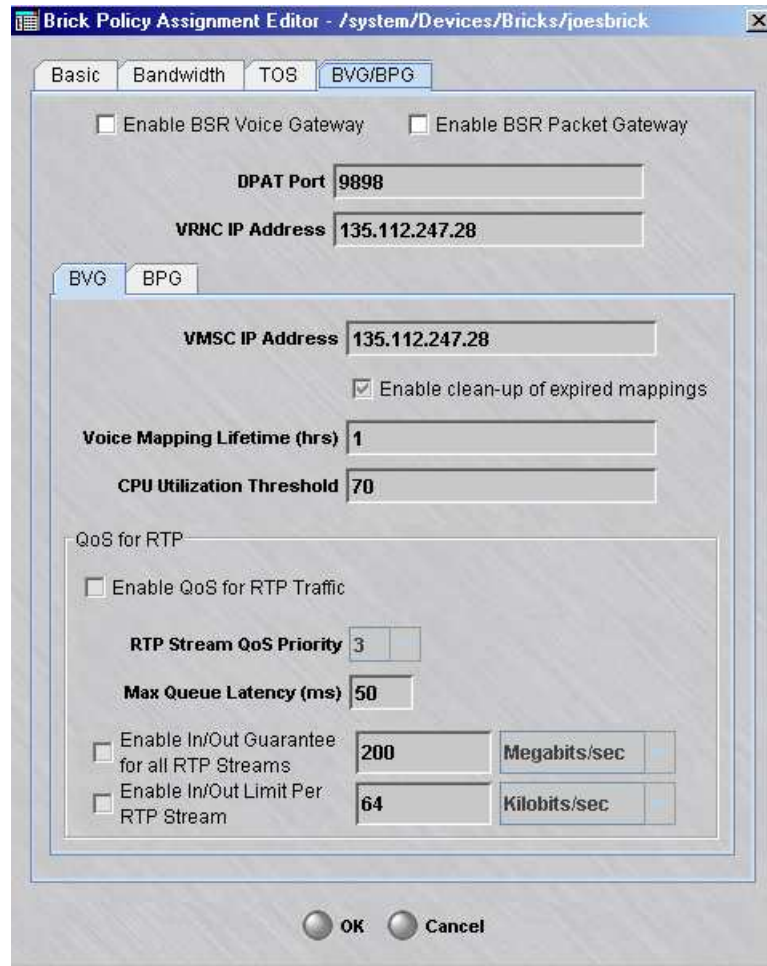 Brick Policy Assignment Editor - /system/Devices/Bricks/joesbrick
Basic Bandwidth TOS BVG/BPG
Enable BSR Voice Gateway Enable BSR Packet Gateway
DPAT Port 9898
VRNC IP Address 135.112.247.28
BVG BPG
VMSC IP Address 135.112.247.28
Enable clean-up of expired mappings
Voice Mapping Lifetime (hrs) 1
CPU Utilization Threshold 70
QoS for RTP
Enable QoS for RTP Traffic
RTP Stream QoS Priority 3
Max Queue Latency (ms) 50
Enable In/Out Guarantee
for all RTP Streams 200 Megabits/sec
Enable In/Out Limit Per
RTP Stream 64 Kilobits/sec
OK Cancel